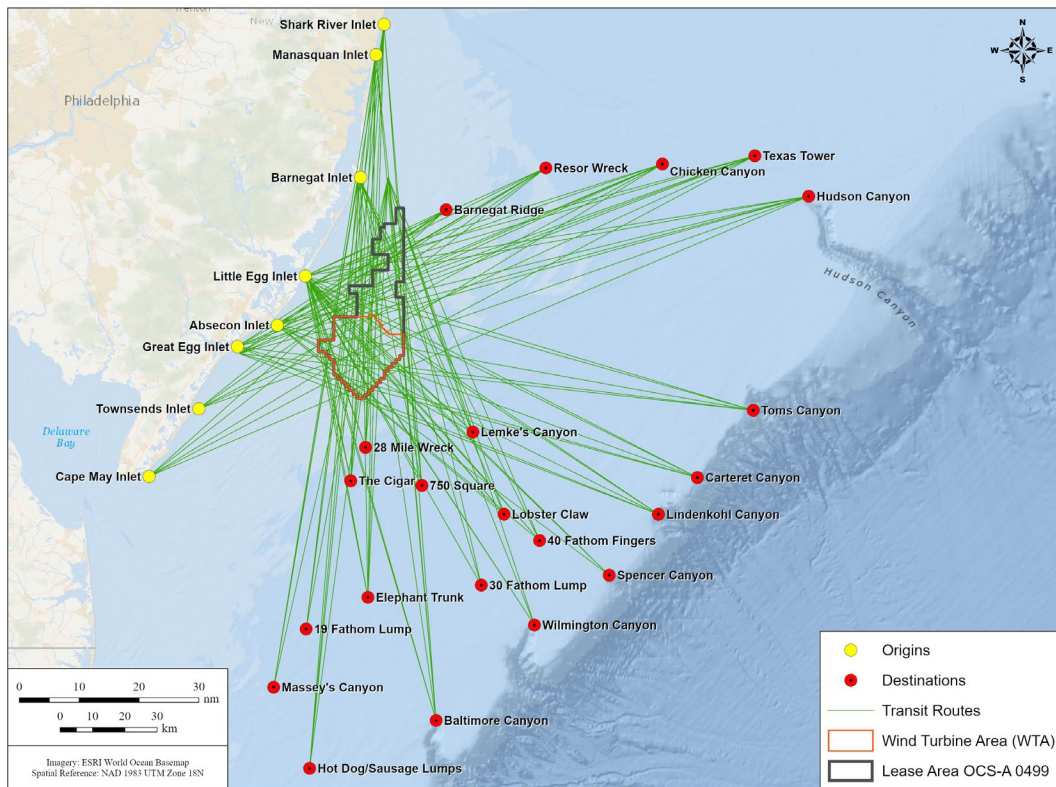 Trenton
New Jersey
Shark River Inlet
Manasquan Inlet
N
W
E
S
Philadelphia
Texas Tower
Resor Wreck
Chicken Canyon
Barnegat Inlet
Hudson Canyon
Barnegat Ridge
Little Egg Inlet
Hudson Canyon
Absecon Inlet
Great Egg Inlet
Townsends Inlet
Toms Canyon
Delaware
Bay
Lemke's Canyon
28 Mile Wreck
Cape May Inlet
The Cigar
750 Square
Carteret Canyon
Lobster Claw
Lindenkohl Canyon
40 Fathom Fingers
Spencer Canyon
30 Fathom Lump
Elephant Trunk
19 Fathom Lump
Wilmington Canyon
Massey's Canyon
Baltimore Canyon
Hot Dog/Sausage Lumps
0 10 20 30
nm
0 10 20 30
km
Imagery: ESRI World Ocean Basemap
Spatial Reference: NAD 1983 UTM Zone 18N
Origins
Destinations
Transit Routes
Wind Turbine Area (WTA)
Lease Area OCS-A 0499